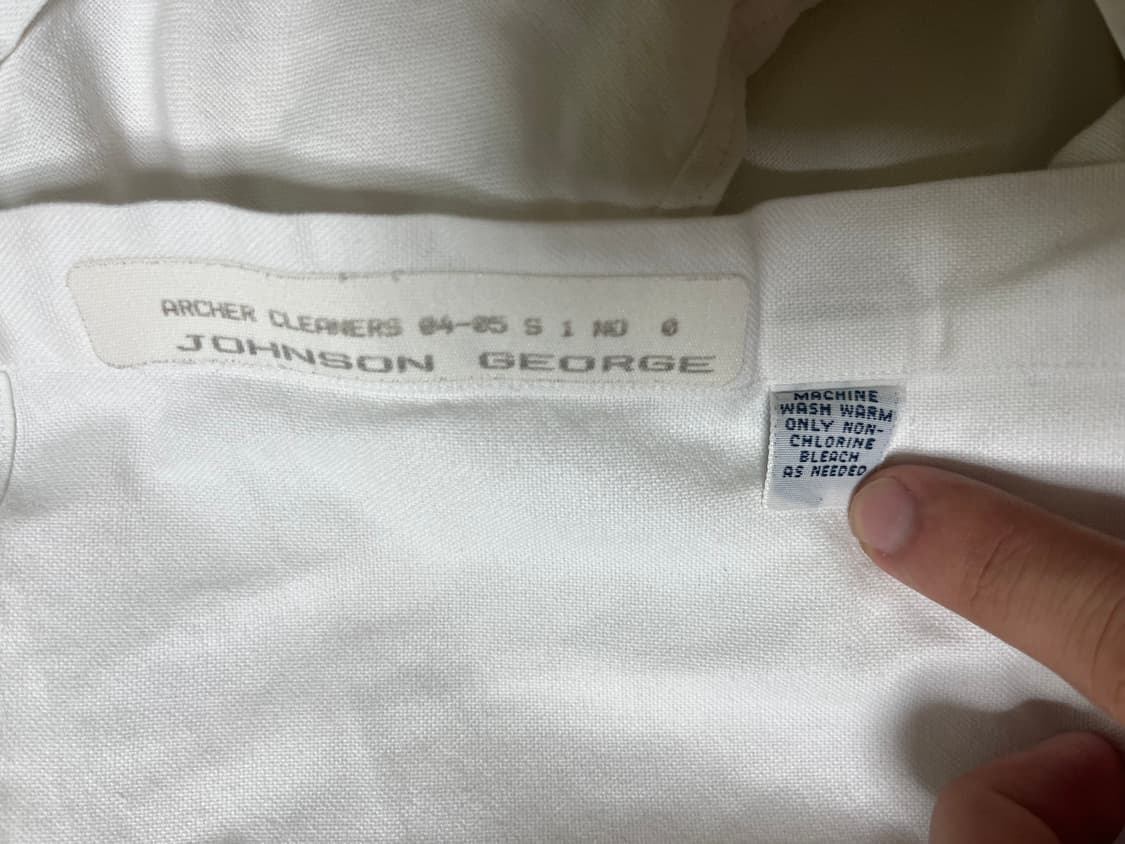 ARCHER CLEANERS 04-05 S 1 NO 0
JOHNSON GEORGE
MACHINE
WASH WARM
ONLY NON-
CHLORINE
BLEACH
AS NEEDED